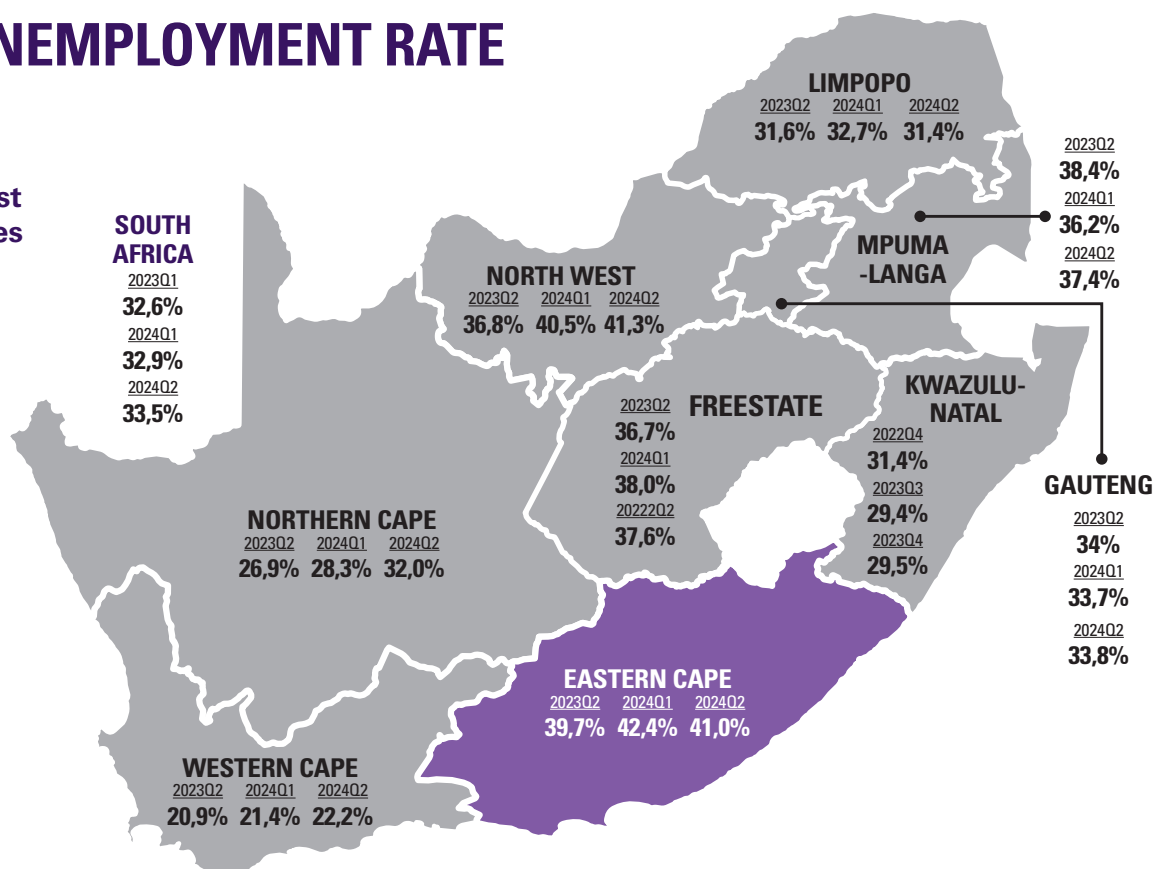 NEMPLOYMENT RATE
st
es
SOUTH
AFRICA
2023Q1
32,6%
2024Q1
32,9%
2024Q2
33,5%
LIMPOPO
2023Q2 2024Q1 2024Q2
31,6% 32,7% 31,4%
2023Q2
38,4%
2024Q1
36,2%
2024Q2
37,4%
MPUMA
-LANGA
NORTH WEST
2023Q2 2024Q1 2024Q2
36,8% 40,5% 41,3%
FREESTATE
2023Q2
36,7%
2024Q1
38,0%
20222Q2
37,6%
KWAZULU-
NATAL
2022Q4
31,4%
2023Q3
29,4%
2023Q4
29,5%
GAUTENG
2023Q2
34%
2024Q1
33,7%
2024Q2
33,8%
NORTHERN CAPE
2023Q2 2024Q1 2024Q2
26,9% 28,3% 32,0%
EASTERN CAPE
2023Q2 2024Q1 2024Q2
39,7% 42,4% 41,0%
WESTERN CAPE
2023Q2 2024Q1 2024Q2
20,9% 21,4% 22,2%